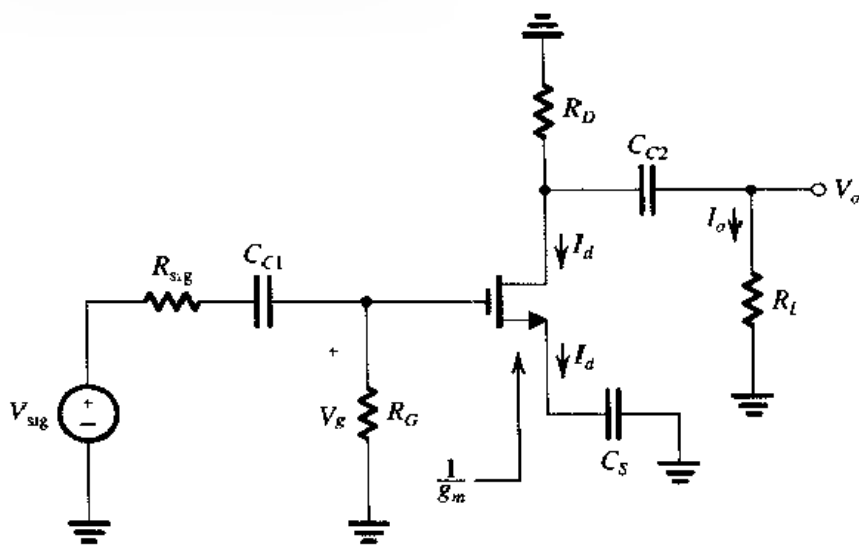 R_D
C_C2
V_o
I_o
I_d
R_sig
C_C1
R_L
+
I_d
V_sig
+
−
V_g
R_G
1/g_m
C_S